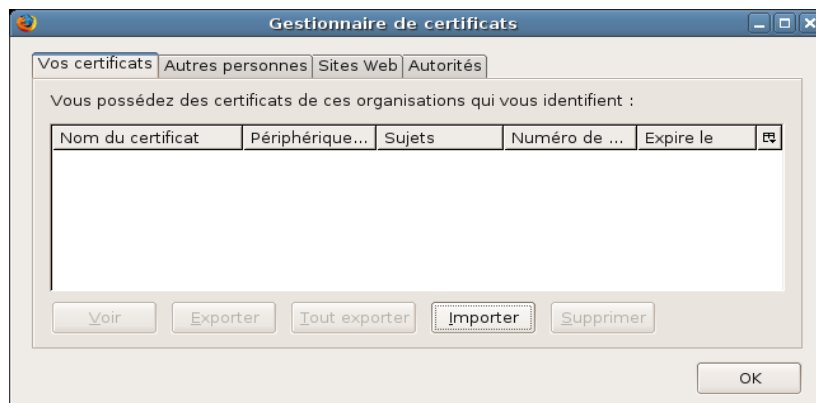 Gestionnaire de certificats
Vos certificats Autres personnes Sites Web Autorités
Vous possédez des certificats de ces organisations qui vous identifient :
Nom du certificat Périphérique... Sujets Numéro de ... Expire le
Voir Exporter Tout exporter Importer Supprimer
OK